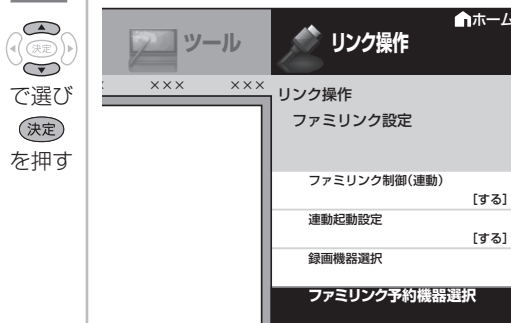 決定
で選び
決定
を押す
ツール
リンク操作
ホーム
××× ×××
リンク操作
ファミリンク設定
ファミリンク制御(連動)
[する]
連動起動設定
[する]
録画機器選択
ファミリンク予約機器選択